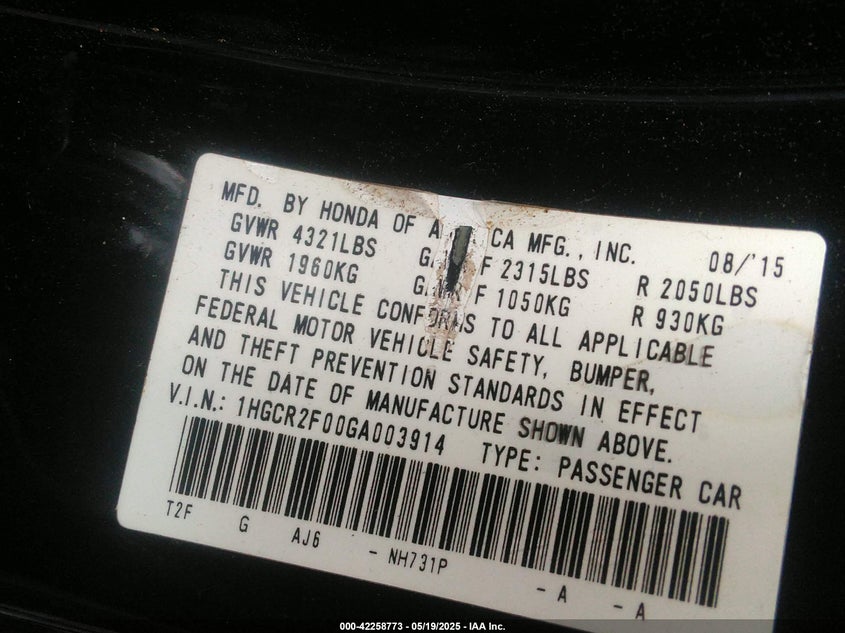 MFD. BY HONDA OF A CA MFG., INC. 08/'15
GVWR 4321LBS G F 2315LBS R 2050LBS
GVWR 1960KG GAWR F 1050KG R 930KG
THIS VEHICLE CONFORMS TO ALL APPLICABLE
FEDERAL MOTOR VEHICLE SAFETY, BUMPER,
AND THEFT PREVENTION STANDARDS IN EFFECT
ON THE DATE OF MANUFACTURE SHOWN ABOVE.
V.I.N.: 1HGCR2F00GA003914 TYPE: PASSENGER CAR
T2F G AJ6 - NH731P - A - A
000-42258773 - 05/19/2025 - IAA Inc.